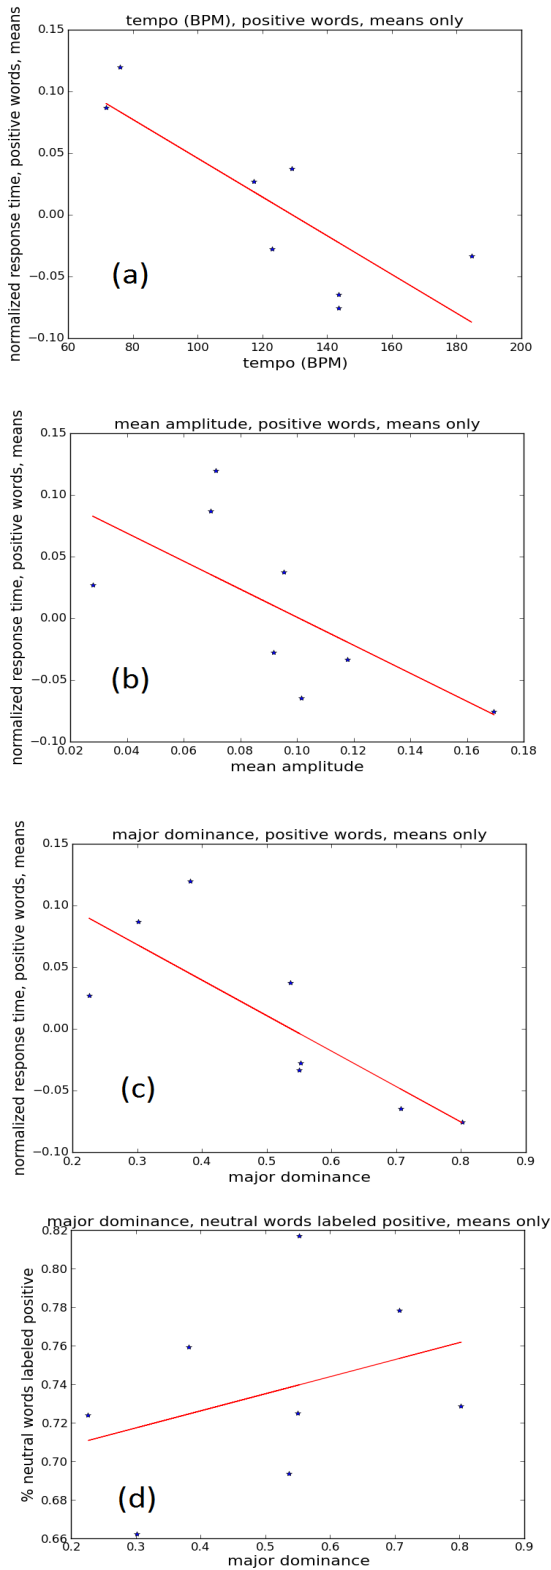 tempo (BPM), positive words, means only
normalized response time, positive words, means
0.15
0.10
0.05
0.00
−0.05
−0.10
(a)
60 80 100 120 140 160 180 200
tempo (BPM)
mean amplitude, positive words, means only
normalized response time, positive words, means
0.15
0.10
0.05
0.00
−0.05
−0.10
(b)
0.02 0.04 0.06 0.08 0.10 0.12 0.14 0.16 0.18
mean amplitude
major dominance, positive words, means only
normalized response time, positive words, means
0.15
0.10
0.05
0.00
−0.05
−0.10
(c)
0.2 0.3 0.4 0.5 0.6 0.7 0.8 0.9
major dominance
major dominance, neutral words labeled positive, means only
% neutral words labeled positive
0.82
0.80
0.78
0.76
0.74
0.72
0.70
0.68
0.66
(d)
0.2 0.3 0.4 0.5 0.6 0.7 0.8 0.9
major dominance